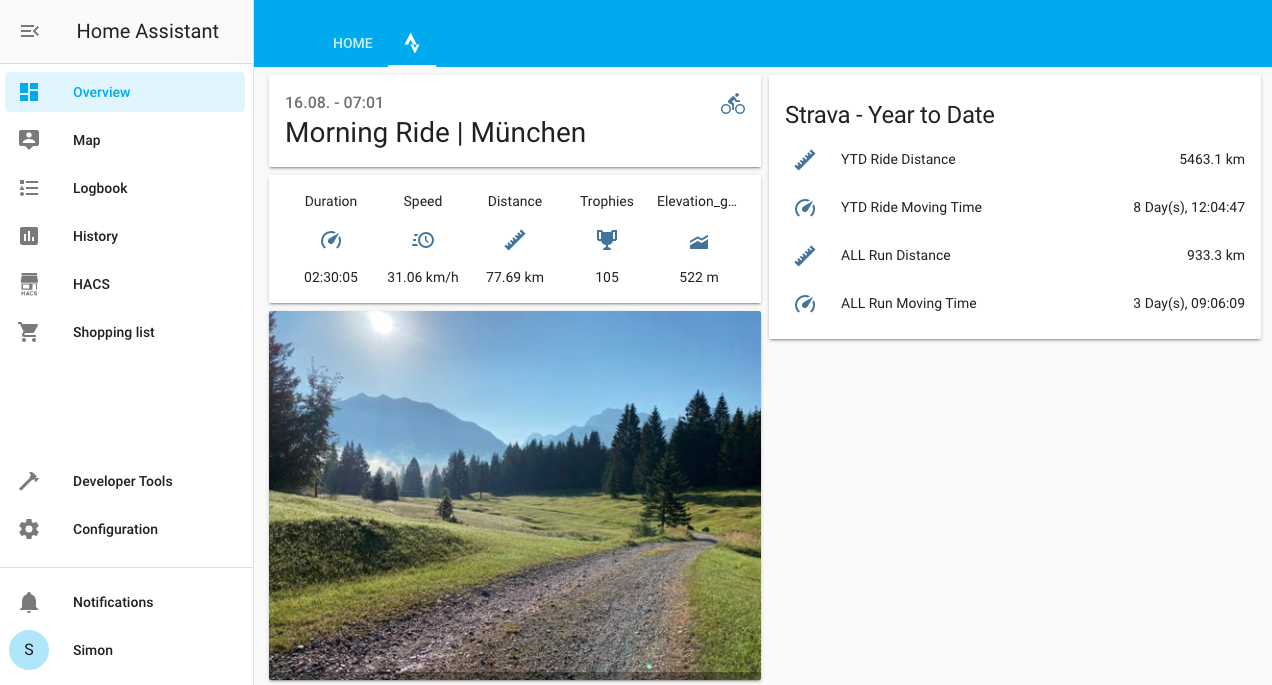 Home Assistant
Overview
Map
Logbook
History
HACS
HACS
Shopping list
Developer Tools
Configuration
Notifications
S
Simon
HOME
16.08. - 07:01
Morning Ride | München
Duration Speed Distance Trophies Elevation_g...
02:30:05 31.06 km/h 77.69 km 105 522 m
Strava - Year to Date
YTD Ride Distance 5463.1 km
YTD Ride Moving Time 8 Day(s), 12:04:47
ALL Run Distance 933.3 km
ALL Run Moving Time 3 Day(s), 09:06:09